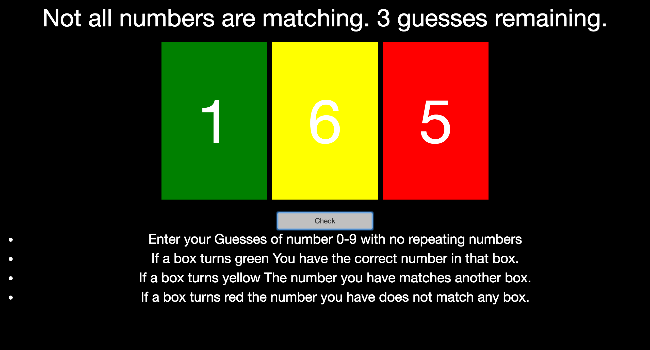 Not all numbers are matching. 3 guesses remaining.
1 6 5
Check
Enter your Guesses of number 0-9 with no repeating numbers
If a box turns green You have the correct number in that box.
If a box turns yellow The number you have matches another box.
If a box turns red the number you have does not match any box.